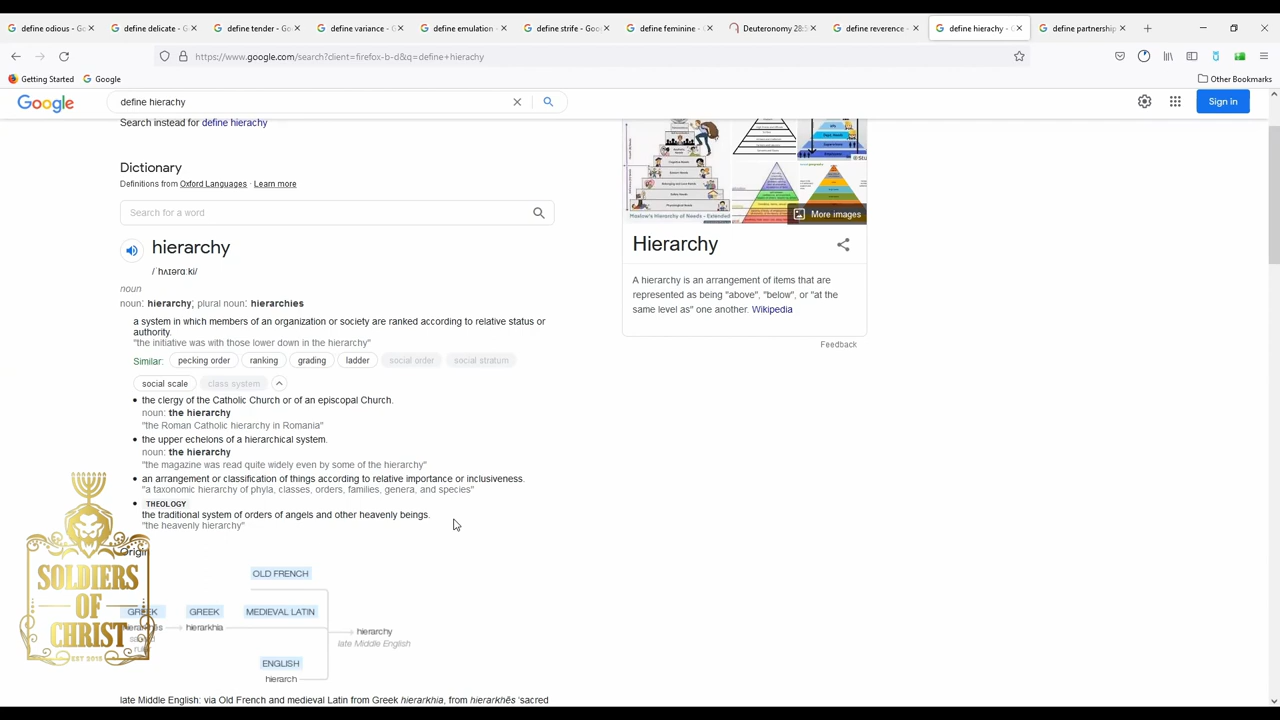 define odious - Go
define delicate - G
define tender - Go
define variance - G
define emulation
define strife - Goo
define feminine - G
Deuteronomy 28:5
define reverence -
define hierachy - G
define partnership
https://www.google.com/search?client=firefox-b-d&q=define+hierachy
Getting Started
Google
Other Bookmarks
Google
define hierachy
Sign in
Search instead for define hierachy
Dictionary
Definitions from Oxford Languages Learn more
Search for a word
hierarchy
/ˈhʌɪərɑːki/
noun
noun: hierarchy; plural noun: hierarchies
a system in which members of an organization or society are ranked according to relative status or
authority.
"the initiative was with those lower down in the hierarchy"
Similar:
pecking order
ranking
grading
ladder
social order
social stratum
social scale
class system
the clergy of the Catholic Church or of an episcopal Church.
noun: the hierarchy
"the Roman Catholic hierarchy in Romania"
the upper echelons of a hierarchical system.
noun: the hierarchy
"the magazine was read quite widely even by some of the hierarchy"
an arrangement or classification of things according to relative importance or inclusiveness.
"a taxonomic hierarchy of phyla, classes, orders, families, genera, and species"
THEOLOGY
the traditional system of orders of angels and other heavenly beings.
"the heavenly hierarchy"
Origin
OLD FRENCH
GREEK
GREEK
MEDIEVAL LATIN
hierarkhēs
hierarkhia
sacred
ruler
hierarchy
late Middle English
ENGLISH
hierarch
late Middle English: via Old French and medieval Latin from Greek hierarkhia, from hierarkhēs 'sacred
Maslow's Hierarchy of Needs - Extended
More images
Hierarchy
A hierarchy is an arrangement of items that are
represented as being "above", "below", or "at the
same level as" one another. Wikipedia
Feedback
SOLDIERS
OF
CHRIST
EST 2015